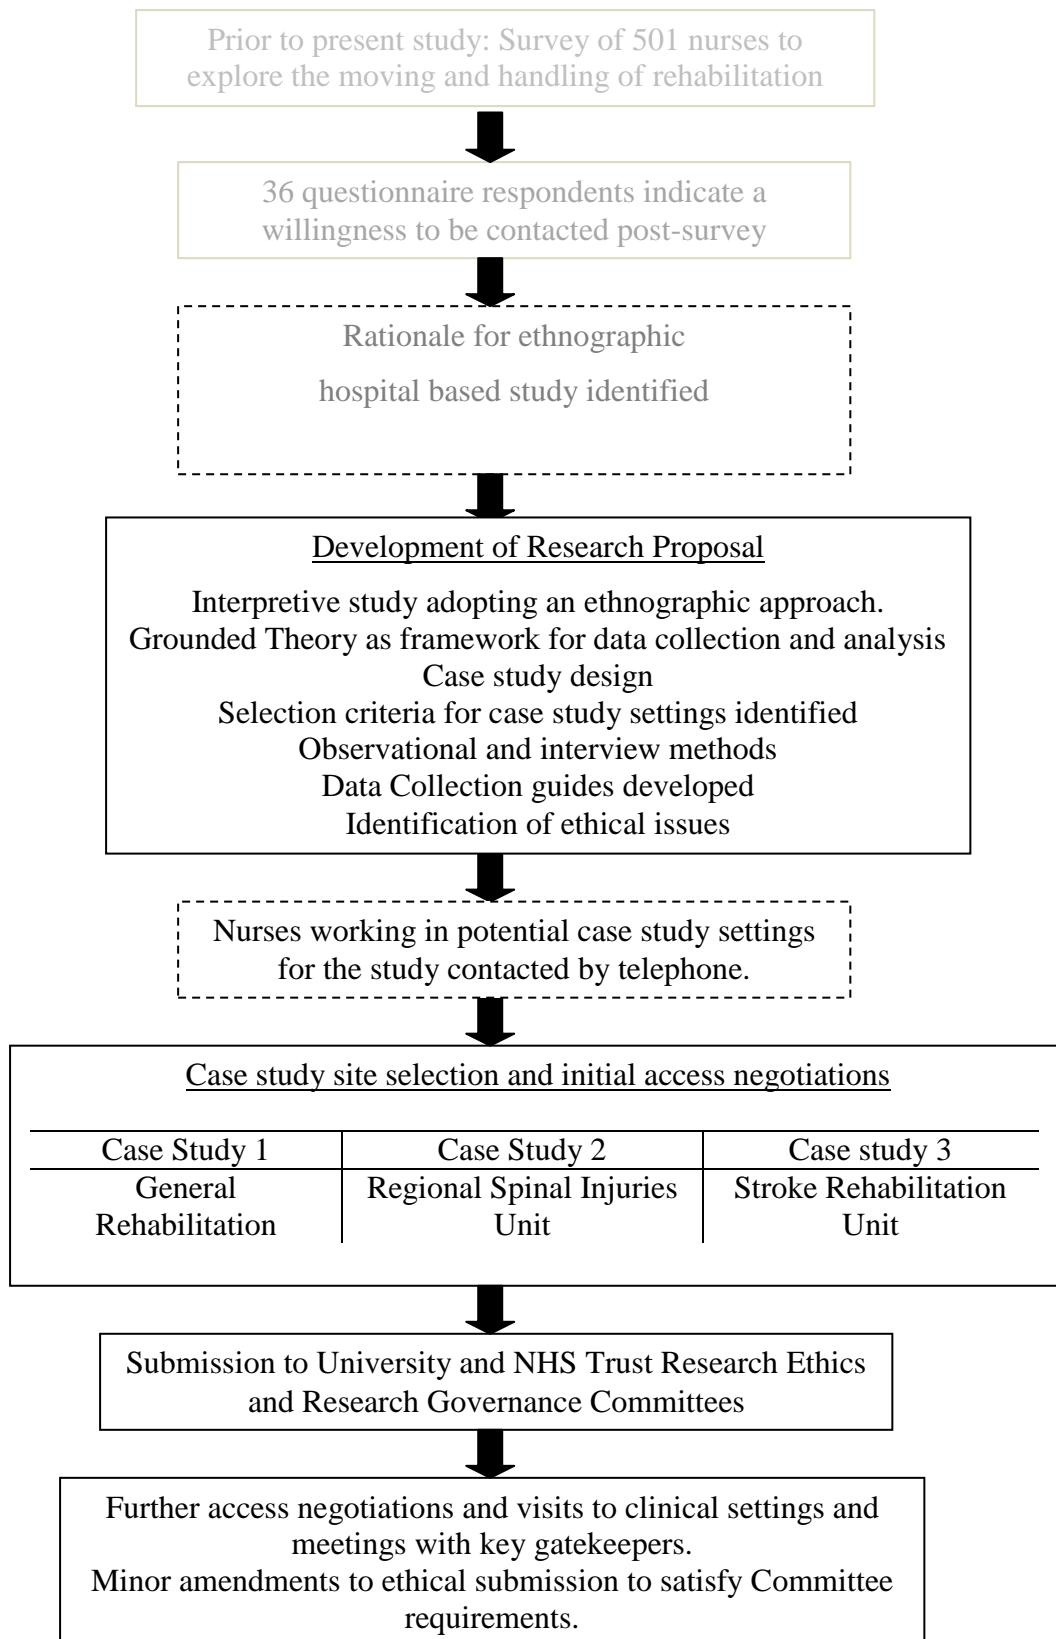 Prior to present study: Survey of 501 nurses to
explore the moving and handling of rehabilitation
36 questionnaire respondents indicate a
willingness to be contacted post-survey
Rationale for ethnographic
hospital based study identified
Development of Research Proposal
Interpretive study adopting an ethnographic approach.
Grounded Theory as framework for data collection and analysis
Case study design
Selection criteria for case study settings identified
Observational and interview methods
Data Collection guides developed
Identification of ethical issues
Nurses working in potential case study settings
for the study contacted by telephone.
Case study site selection and initial access negotiations
Case Study 1
Case Study 2
Case study 3
General
Rehabilitation
Regional Spinal Injuries
Unit
Stroke Rehabilitation
Unit
Submission to University and NHS Trust Research Ethics
and Research Governance Committees
Further access negotiations and visits to clinical settings and
meetings with key gatekeepers.
Minor amendments to ethical submission to satisfy Committee
requirements.